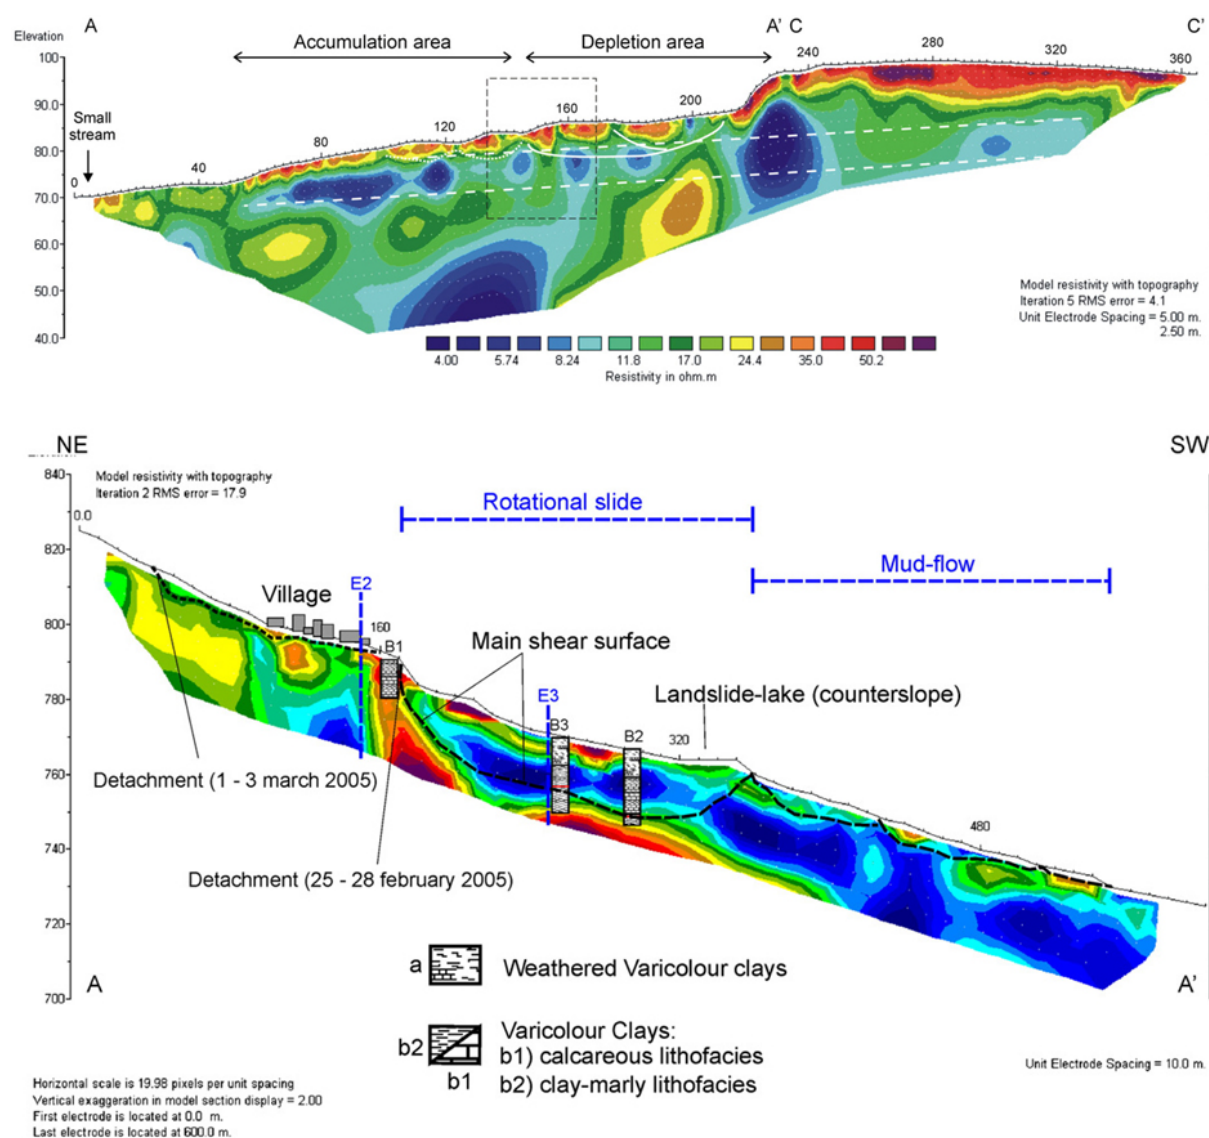 A
A' C
C'
Elevation
Accumulation area
Depletion area
100
90.0
80.0
70.0
60.0
50.0
40.0
Small
stream
0
40
80
120
160
200
240
280
320
360
Model resistivity with topography
Iteration 5 RMS error = 4.1
Unit Electrode Spacing = 5.00 m.
2.50 m.
4.00 5.74 8.24 11.8 17.0 24.4 35.0 50.2
Resistivity in ohm.m
NE
SW
840
820
800
780
760
740
720
700
Model resistivity with topography
Iteration 2 RMS error = 17.9
0.0
Rotational slide
Mud-flow
E2
Village
160
B1
Main shear surface
E3
B3
B2
Landslide-lake (counterslope)
320
480
Detachment (1 - 3 march 2005)
Detachment (25 - 28 february 2005)
A
A'
a
Weathered Varicolour clays
b2
b1
Varicolour Clays:
b1) calcareous lithofacies
b2) clay-marly lithofacies
Unit Electrode Spacing = 10.0 m.
Horizontal scale is 19.98 pixels per unit spacing
Vertical exaggeration in model section display = 2.00
First electrode is located at 0.0 m.
Last electrode is located at 600.0 m.